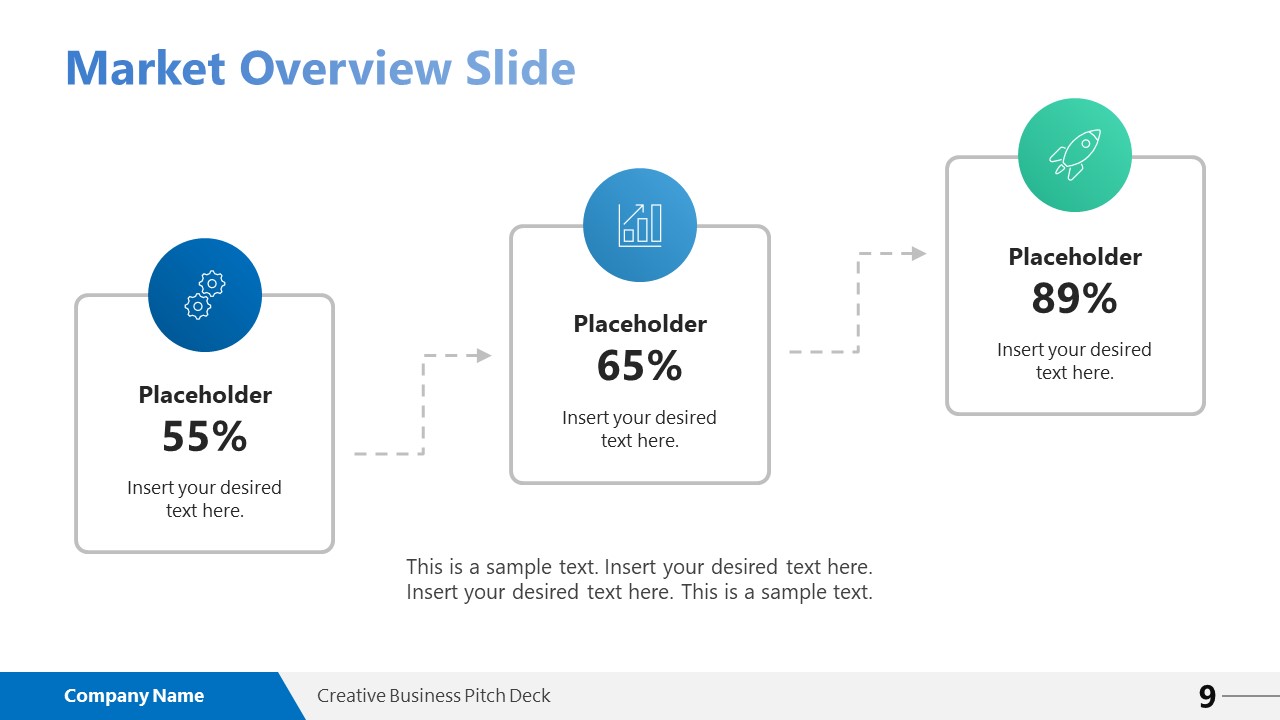 Market Overview Slide
Placeholder
55%
Insert your desired
text here.
Placeholder
65%
Insert your desired
text here.
Placeholder
89%
Insert your desired
text here.
This is a sample text. Insert your desired text here.
Insert your desired text here. This is a sample text.
Company Name
Creative Business Pitch Deck
9